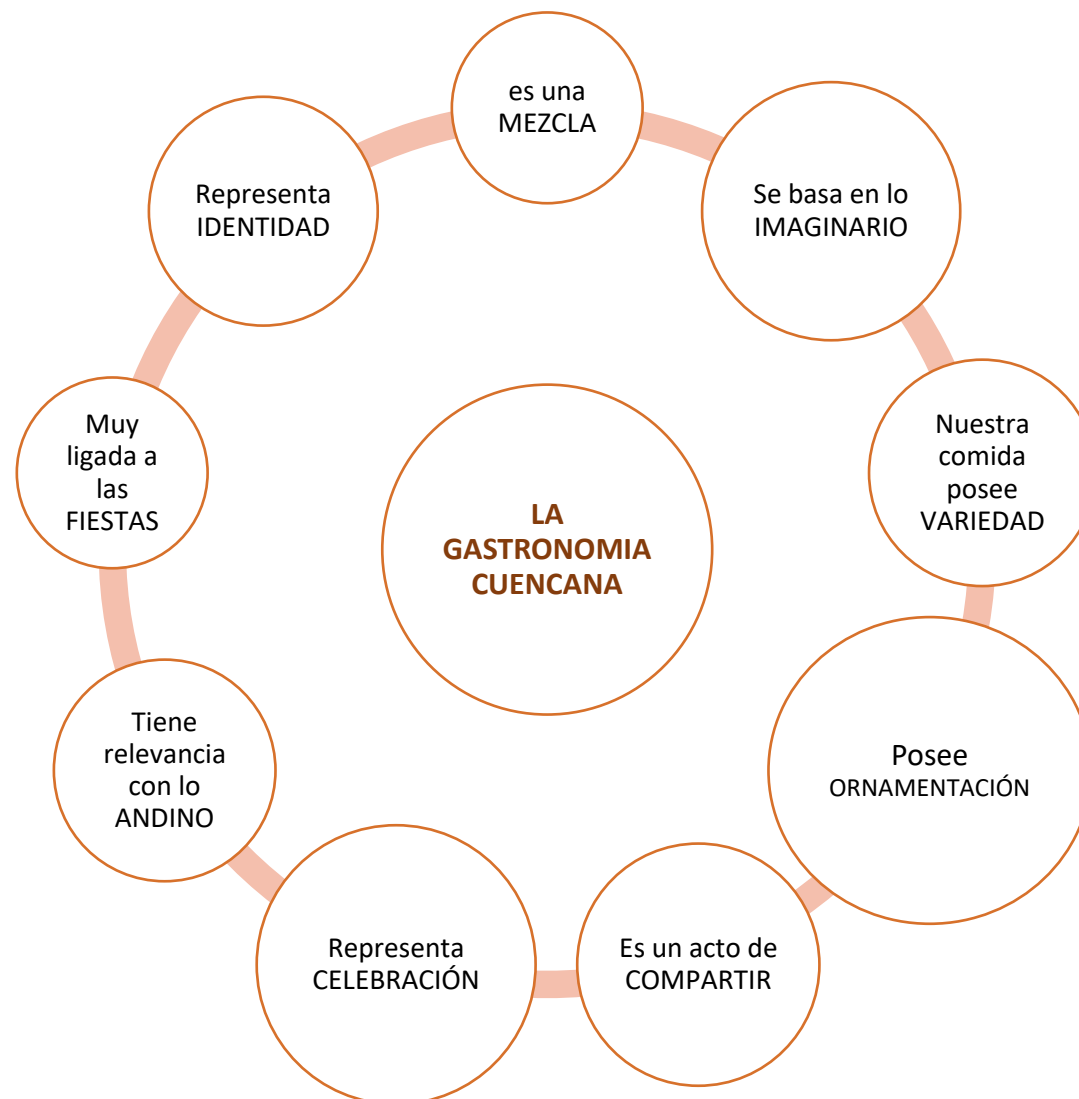 es una
MEZCLA
Se basa en lo
IMAGINARIO
Nuestra
comida
posee
VARIEDAD
Posee
ORNAMENTACIÓN
Es un acto de
COMPARTIR
Representa
CELEBRACIÓN
Tiene
relevancia
con lo
ANDINO
Muy
ligada a
las
FIESTAS
Representa
IDENTIDAD
LA
GASTRONOMIA
CUENCANA